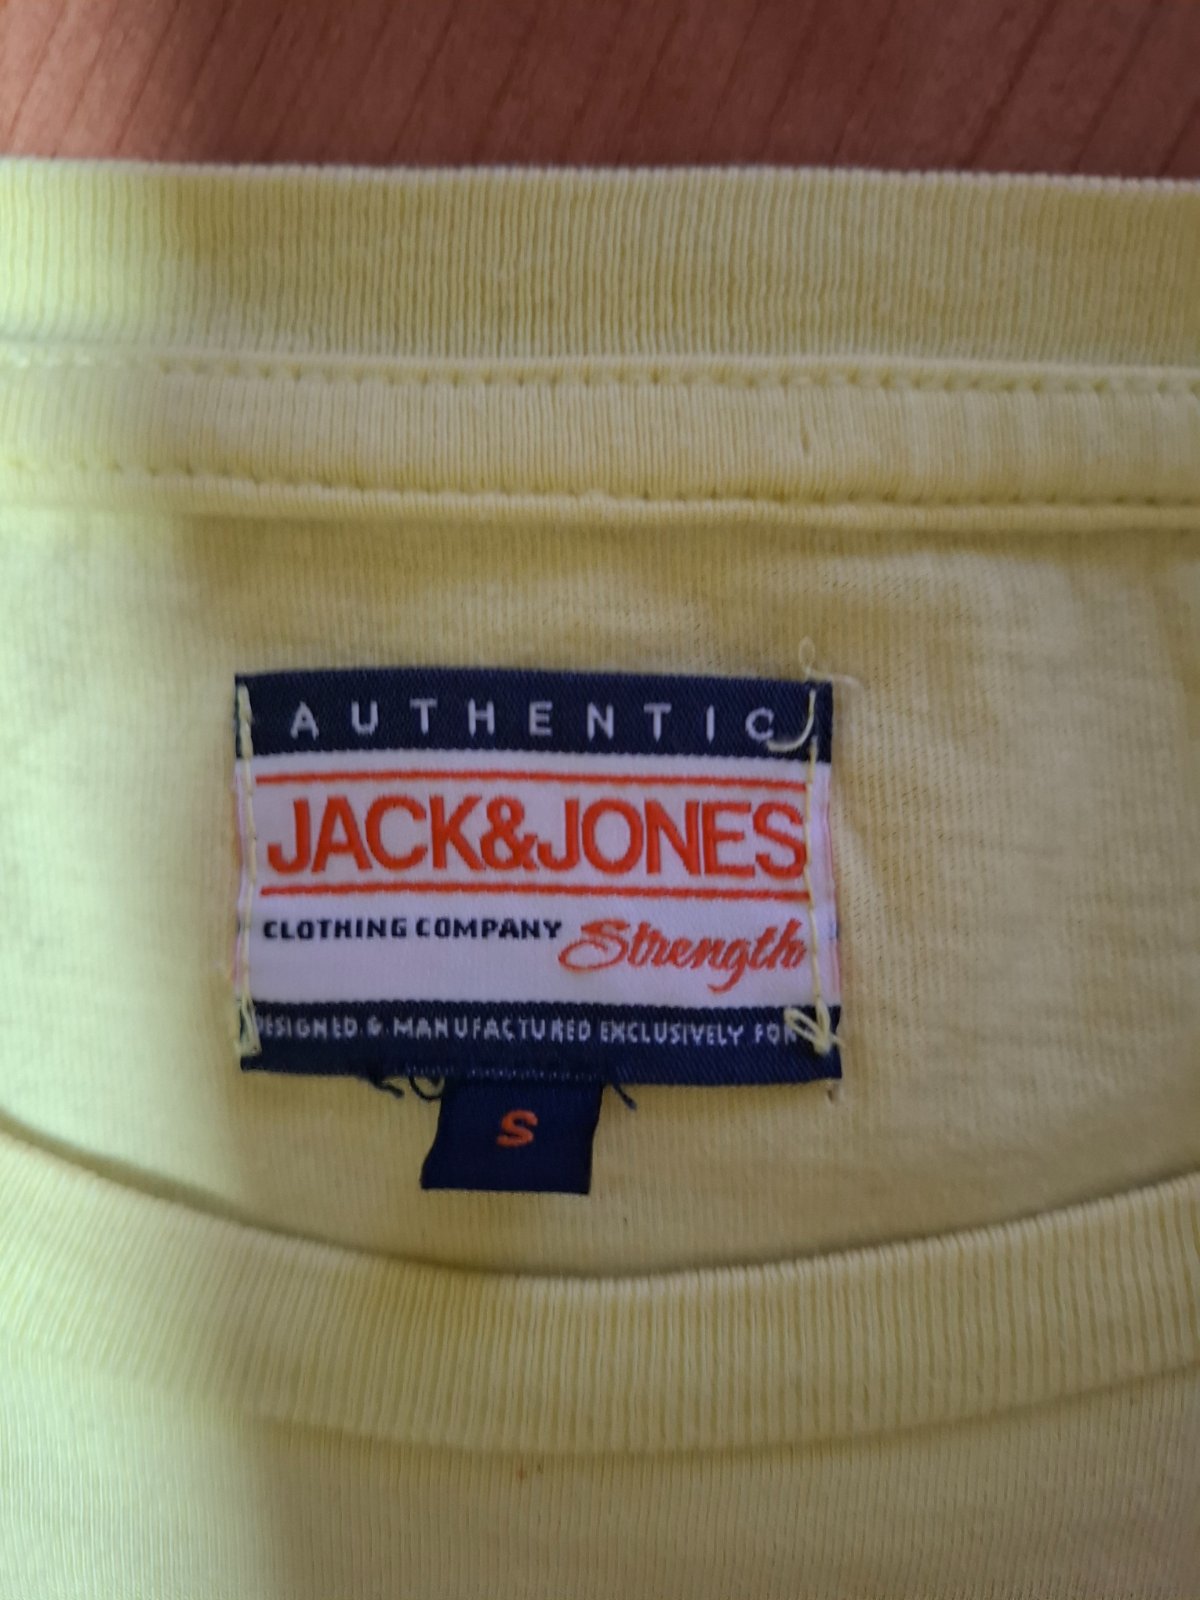 AUTHENTIC
JACK&JONES
CLOTHING COMPANY Strength
DESIGNED & MANUFACTURED EXCLUSIVELY FOR
S